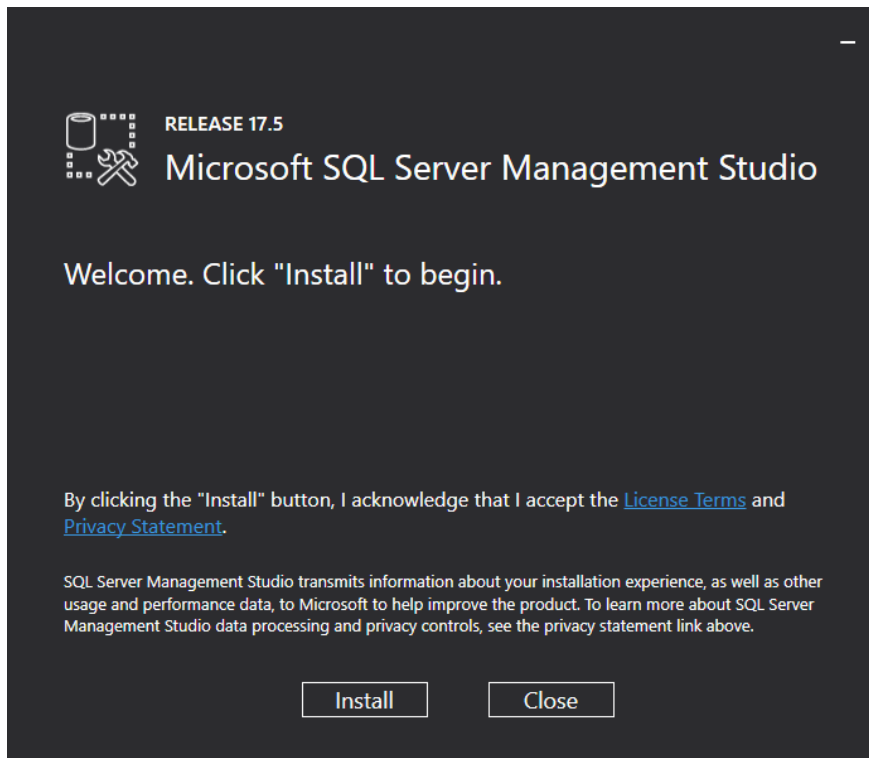 RELEASE 17.5
Microsoft SQL Server Management Studio
Welcome. Click "Install" to begin.
By clicking the "Install" button, I acknowledge that I accept the License Terms and
Privacy Statement.
SQL Server Management Studio transmits information about your installation experience, as well as other
usage and performance data, to Microsoft to help improve the product. To learn more about SQL Server
Management Studio data processing and privacy controls, see the privacy statement link above.
Install
Close